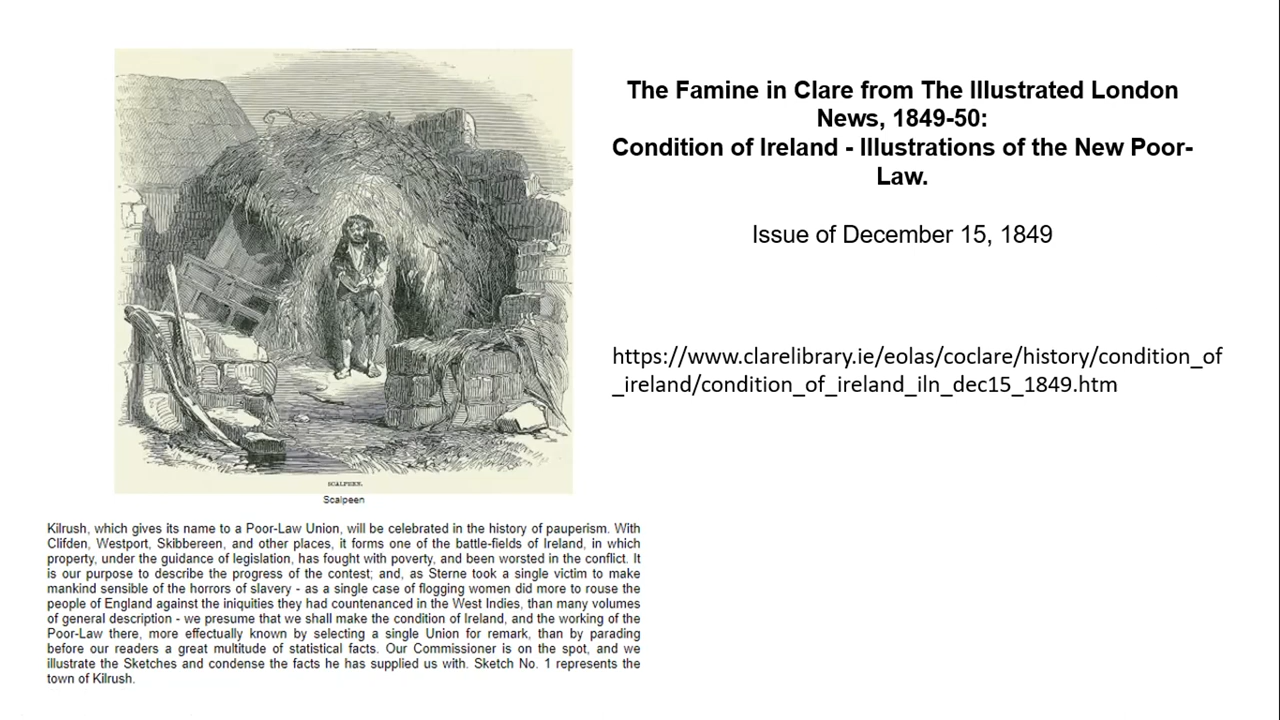 The Famine in Clare from The Illustrated London
News, 1849-50:
Condition of Ireland - Illustrations of the New Poor-
Law.
Issue of December 15, 1849
https://www.clarelibrary.ie/eolas/coclare/history/condition_of
_ireland/condition_of_ireland_iln_dec15_1849.htm
SCALPEEN.
Scalpeen
Kilrush, which gives its name to a Poor-Law Union, will be celebrated in the history of pauperism. With
Clifden, Westport, Skibbereen, and other places, it forms one of the battle-fields of Ireland, in which
property, under the guidance of legislation, has fought with poverty, and been worsted in the conflict. It
is our purpose to describe the progress of the contest; and, as Sterne took a single victim to make
mankind sensible of the horrors of slavery - as a single case of flogging women did more to rouse the
people of England against the iniquities they had countenanced in the West Indies, than many volumes
of general description - we presume that we shall make the condition of Ireland, and the working of the
Poor-Law there, more effectually known by selecting a single Union for remark, than by parading
before our readers a great multitude of statistical facts. Our Commissioner is on the spot, and we
illustrate the Sketches and condense the facts he has supplied us with. Sketch No. 1 represents the
town of Kilrush.